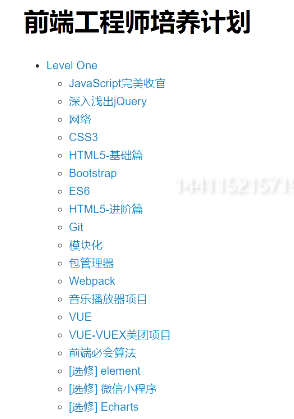 前端工程师培养计划
Level One
JavaScript完美收官
深入浅出jQuery
网络
CSS3
HTML5-基础篇
Bootstrap
ES6
HTML5-进阶篇
Git
模块化
包管理器
Webpack
音乐播放器项目
VUE
VUE-VUEX美团项目
前端必会算法
[选修] element
[选修] 微信小程序
[选修] Echarts